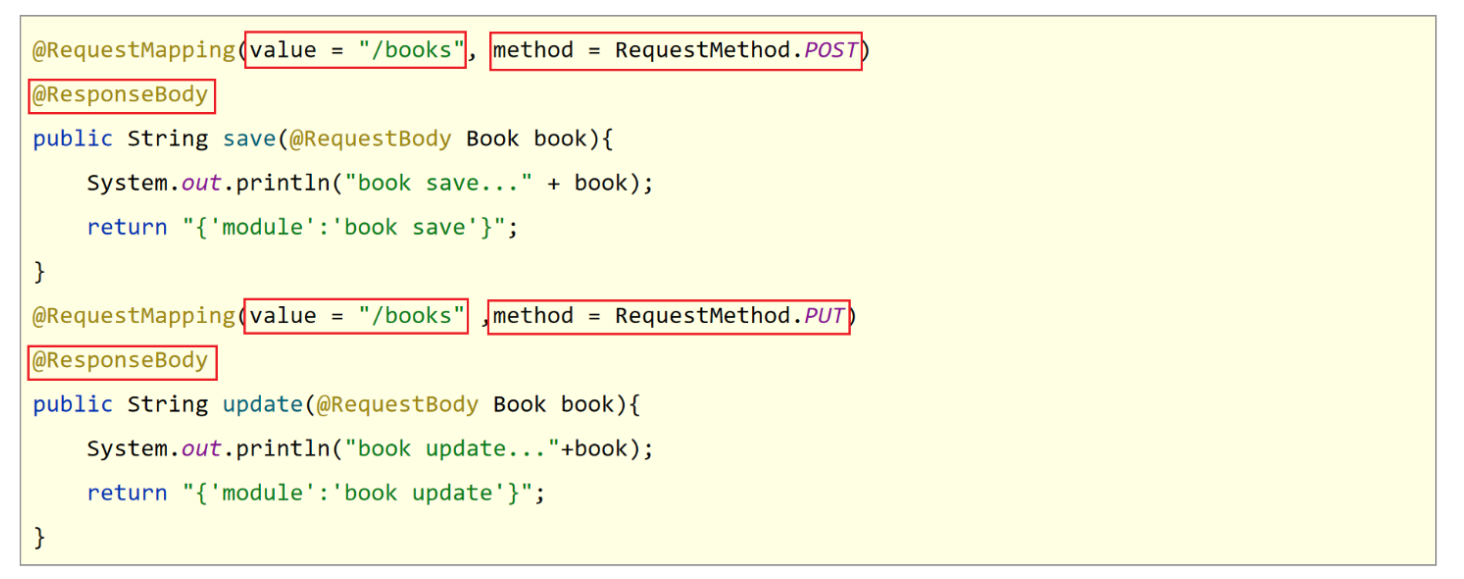 @RequestMapping(value = "/books", method = RequestMethod.POST)
@ResponseBody
public String save(@RequestBody Book book){
    System.out.println("book save..." + book);
    return "{'module':'book save'}";
}
@RequestMapping(value = "/books" ,method = RequestMethod.PUT)
@ResponseBody
public String update(@RequestBody Book book){
    System.out.println("book update..."+book);
    return "{'module':'book update'}";
}